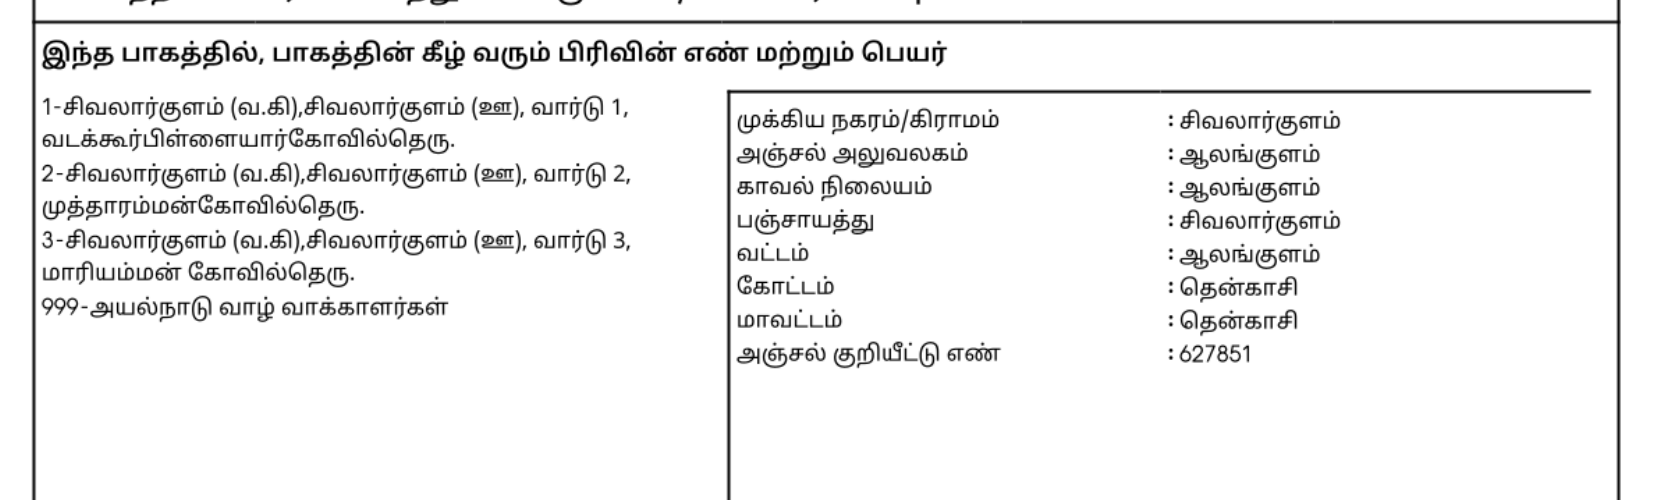 இந்த பாகத்தில், பாகத்தின் கீழ் வரும் பிரிவின் எண் மற்றும் பெயர்
1-சிவலார்குளம் (வ.கி),சிவலார்குளம் (ஊ), வார்டு 1,
வடக்கூர்பிள்ளையார்கோவில்தெரு.
2-சிவலார்குளம் (வ.கி),சிவலார்குளம் (ஊ), வார்டு 2,
முத்தாரம்மன்கோவில்தெரு.
3-சிவலார்குளம் (வ.கி),சிவலார்குளம் (ஊ), வார்டு 3,
மாரியம்மன் கோவில்தெரு.
999-அயல்நாடு வாழ் வாக்காளர்கள்
முக்கிய நகரம்/கிராமம் : சிவலார்குளம்
அஞ்சல் அலுவலகம் : ஆலங்குளம்
காவல் நிலையம் : ஆலங்குளம்
பஞ்சாயத்து : சிவலார்குளம்
வட்டம் : ஆலங்குளம்
கோட்டம் : தென்காசி
மாவட்டம் : தென்காசி
அஞ்சல் குறியீட்டு எண் : 627851